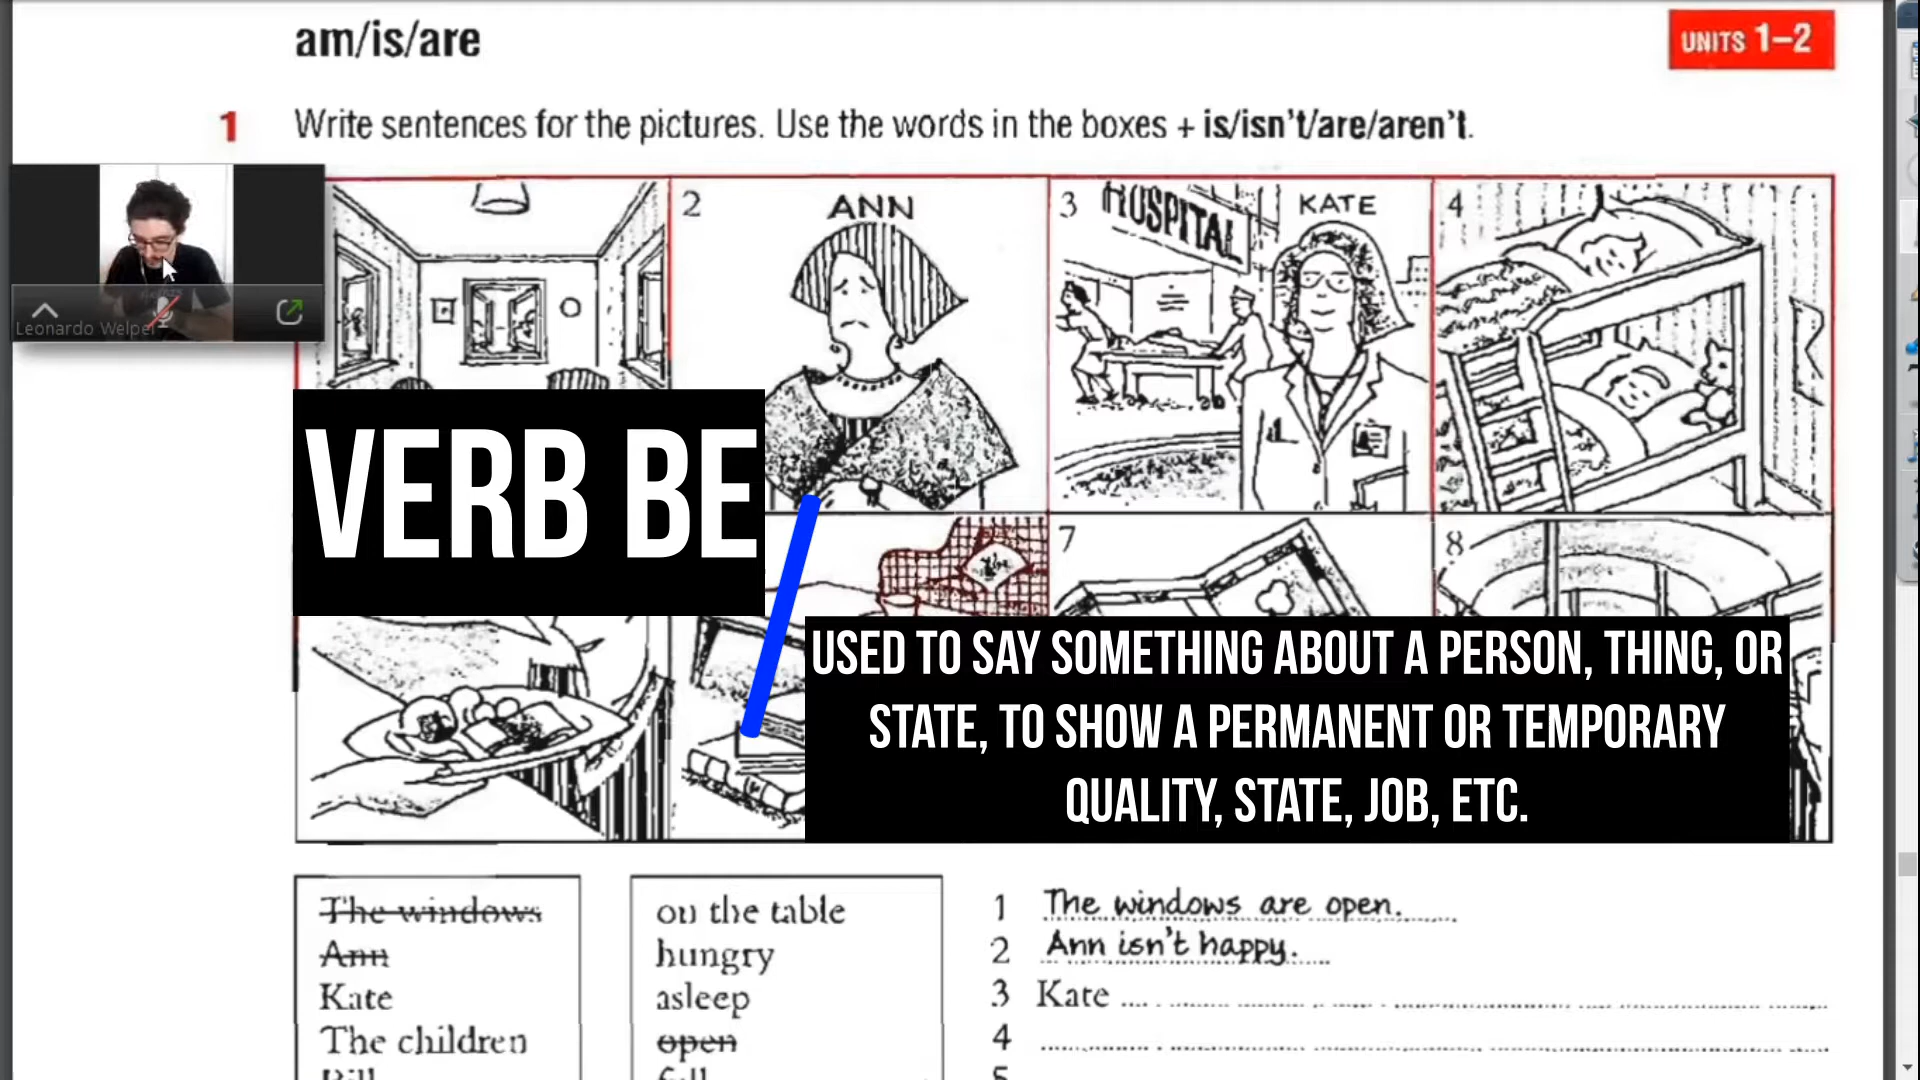 am/is/are
UNITS 1–2
1 Write sentences for the pictures. Use the words in the boxes + is/isn't/are/aren't.
2 ANN
3 HOSPITAL KATE
4
Leonardo Welper
VERB BE
7
8
USED TO SAY SOMETHING ABOUT A PERSON, THING, OR
STATE, TO SHOW A PERMANENT OR TEMPORARY
QUALITY, STATE, JOB, ETC.
The windows
Ann
Kate
The children
Bill
on the table
hungry
asleep
open
full
1 The windows are open.
2 Ann isn't happy.
3 Kate
4
5